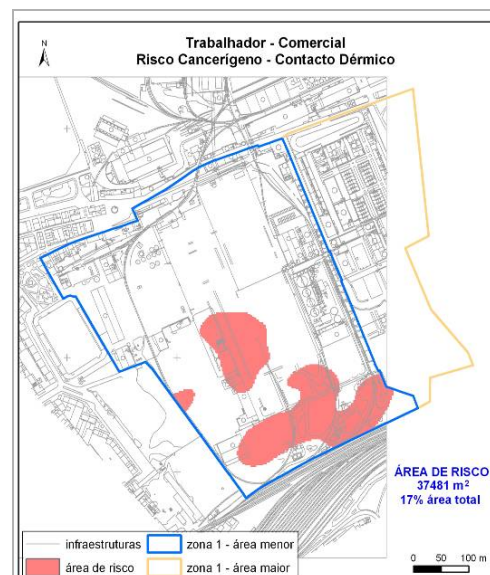 Trabalhador - Comercial
Risco Cancerígeno - Contacto Dérmico
N
ÁREA DE RISCO
37481 m²
17% área total
infraestruturas
zona 1 - área menor
área de risco
zona 1 - área maior
0 50 100 m